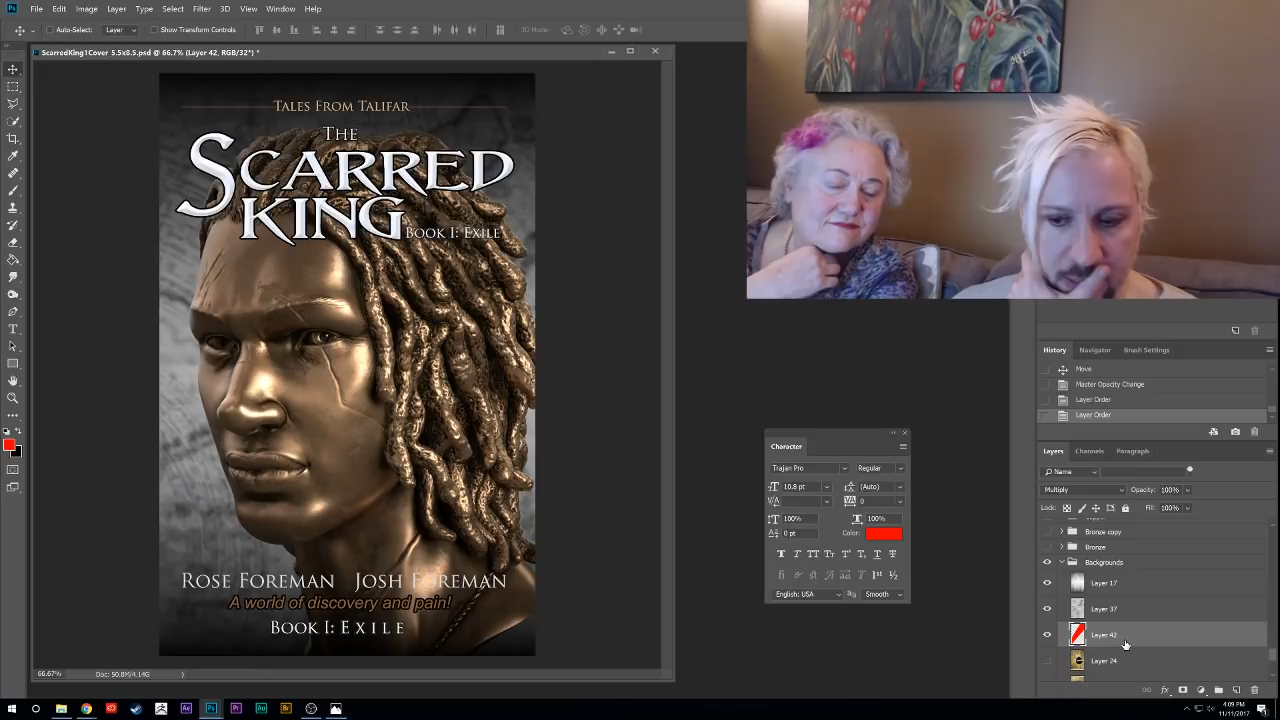 File Edit Image Layer Type Select Filter 3D View Window Help
Auto-Select: Layer Show Transform Controls 3D Mode:
ScarredKing1Cover 5.5x8.5.psd @ 66.7% (Layer 42, RGB/32*) *
TALES FROM TALIFAR
THE
SCARRED
KING
BOOK I: EXILE
ROSE FOREMAN JOSH FOREMAN
A world of discovery and pain!
BOOK I: EXILE
66.67% Doc: 50.8M/4.14G
Character
Trajan Pro Regular
10.8 pt (Auto)
0
100% 100%
0 pt Color:
English: USA Smooth
History Navigator Brush Settings
Move
Master Opacity Change
Layer Order
Layer Order
Layers Channels Paragraph
Name
Multiply Opacity: 100%
Lock: Fill: 100%
Bronze copy
Bronze
Backgrounds
Layer 17
Layer 37
Layer 42
Layer 24
4:09 PM
11/11/2017